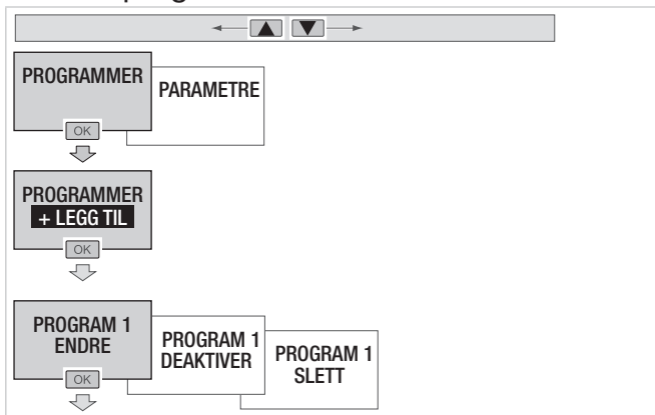 PROGRAMMER
PARAMETRE
OK
PROGRAMMER
+ LEGG TIL
OK
PROGRAM 1
ENDRE
PROGRAM 1
DEAKTIVER
PROGRAM 1
SLETT
OK